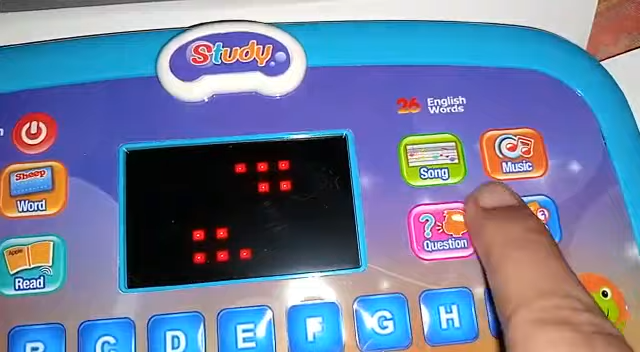 Study
26 English
Words
Sheep
Word
Song
Music
Apple
Read
?
Question
B C D E F G H